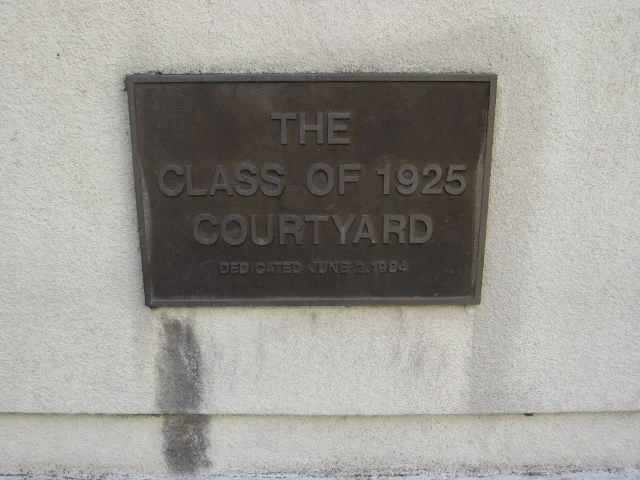 THE
CLASS OF 1925
COURTYARD
DEDICATED JUNE 2, 1984